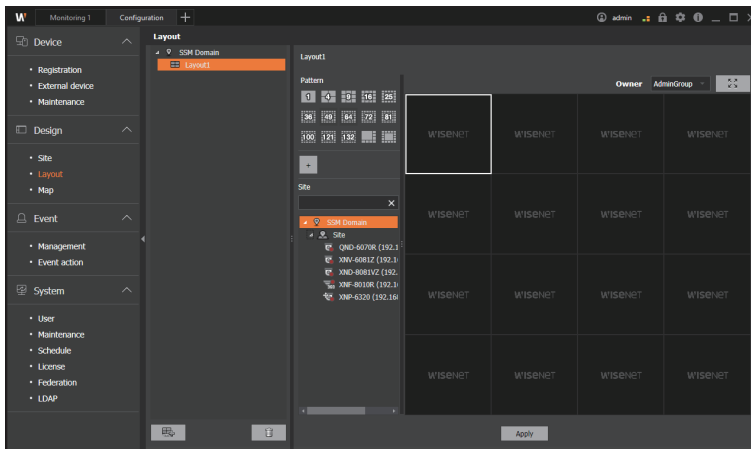 W Monitoring 1 Configuration + admin
Device
Layout
• Registration
• External device
• Maintenance
Design
• Site
• Layout
• Map
Event
• Management
• Event action
System
• User
• Maintenance
• Schedule
• License
• Federation
• LDAP
SSM Domain
Layout1
Layout1
Pattern
1 4 9 16 25
36 49 64 72 81
100 121 132
+
Site
SSM Domain
Site
QND-6070R (192.1
XNV-6081Z (192.1
XND-8081VZ (192.
XNF-8010R (192.1
XNP-6320 (192.16
Owner AdminGroup
WISENET WISENET WISENET WISENET
WISENET WISENET WISENET WISENET
WISENET WISENET WISENET WISENET
WISENET WISENET WISENET WISENET
Apply